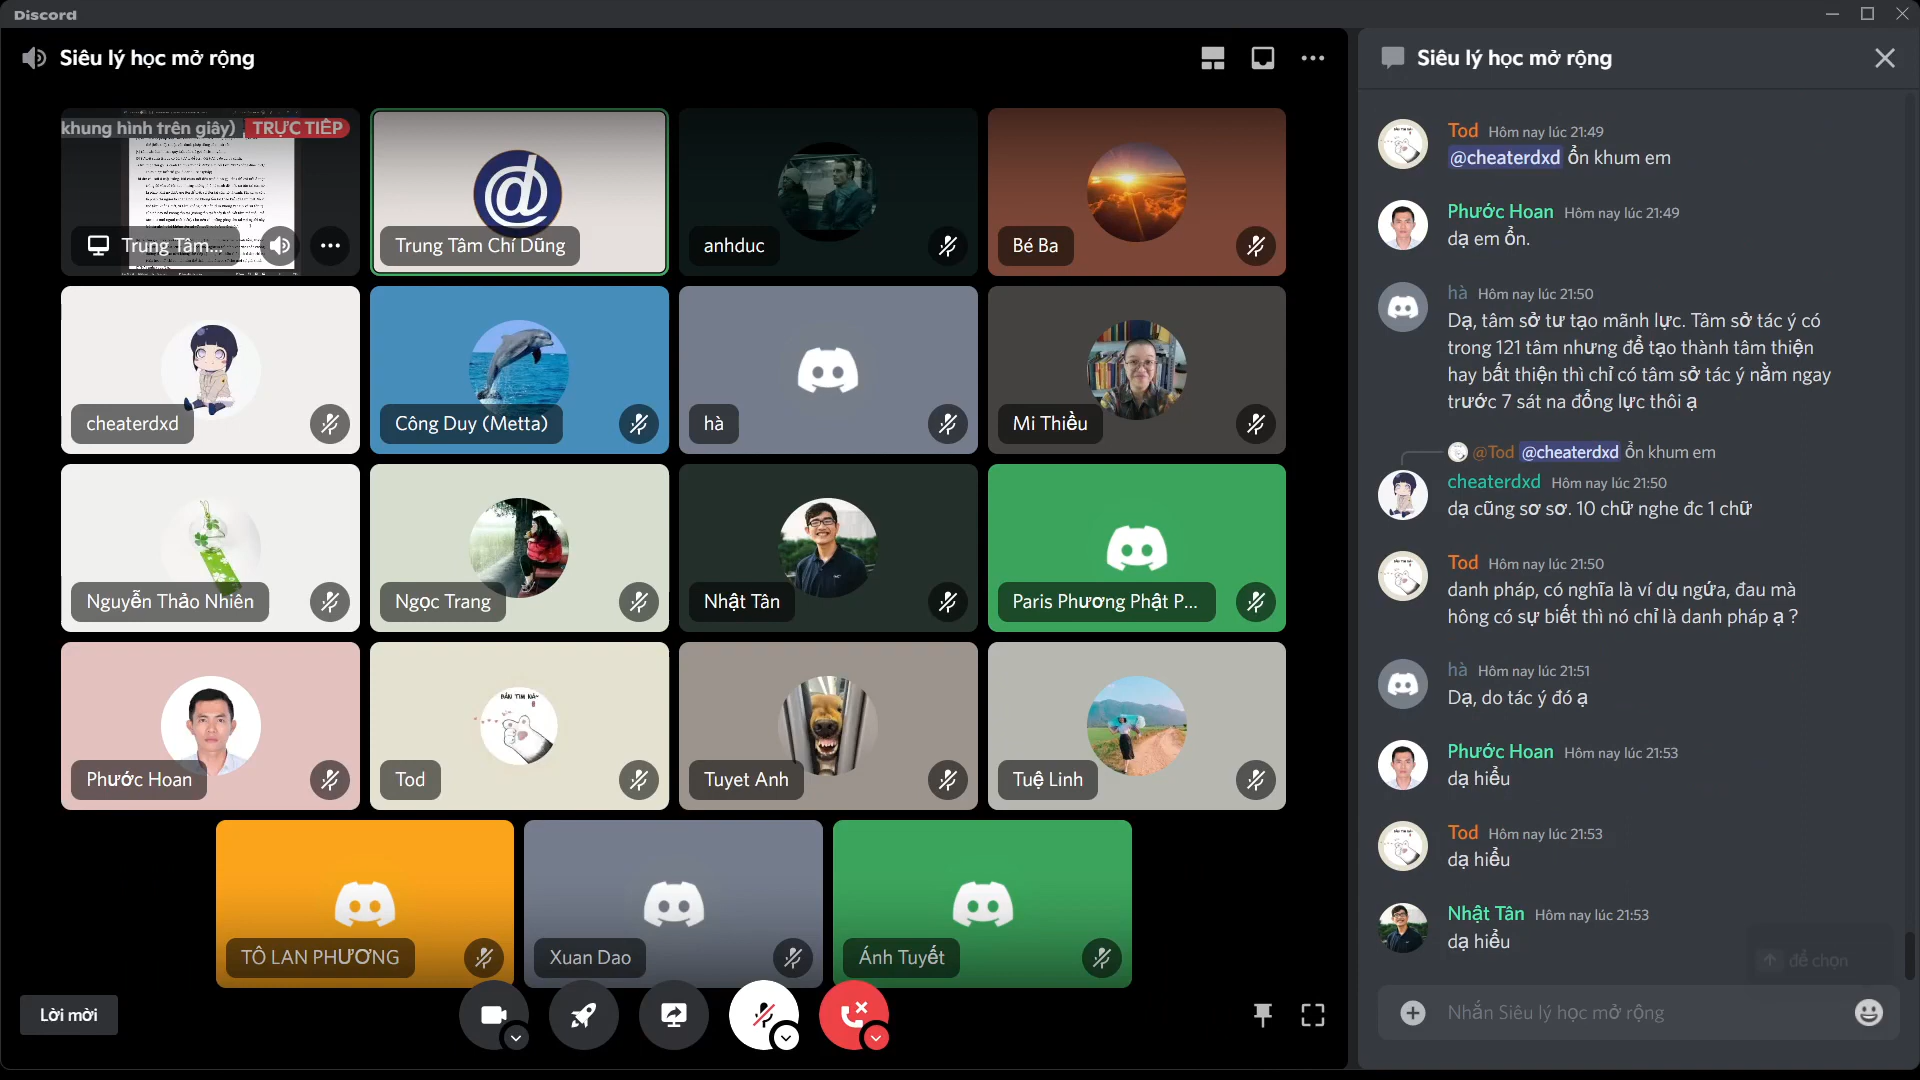 Discord
Siêu lý học mở rộng
khung hình trên giấy) TRỰC TIẾP
Trung Tâm...
Trung Tâm Chí Dũng
anhduc
Bé Ba
cheaterdxd
Công Duy (Metta)
hà
Mi Thiều
Nguyễn Thảo Nhiên
Ngọc Trang
Nhật Tân
Paris Phương Phật P...
Phước Hoan
BẮN TIM NÀ~
Tod
Tuyet Anh
Tuệ Linh
TÔ LAN PHƯƠNG
Xuan Dao
Ánh Tuyết
Lời mời
Siêu lý học mở rộng
Tod Hôm nay lúc 21:49
@cheaterdxd ổn khum em
Phước Hoan Hôm nay lúc 21:49
dạ em ổn.
hà Hôm nay lúc 21:50
Dạ, tâm sở tư tạo mãnh lực. Tâm sở tác ý có
trong 121 tâm nhưng để tạo thành tâm thiện
hay bất thiện thì chỉ có tâm sở tác ý nằm ngay
trước 7 sát na đổng lực thôi ạ
@Tod @cheaterdxd ổn khum em
cheaterdxd Hôm nay lúc 21:50
dạ cũng sơ sơ. 10 chữ nghe đc 1 chữ
Tod Hôm nay lúc 21:50
danh pháp, có nghĩa là ví dụ ngứa, đau mà
hông có sự biết thì nó chỉ là danh pháp ạ ?
hà Hôm nay lúc 21:51
Dạ, do tác ý đó ạ
Phước Hoan Hôm nay lúc 21:53
dạ hiểu
Tod Hôm nay lúc 21:53
dạ hiểu
Nhật Tân Hôm nay lúc 21:53
dạ hiểu
để chọn
Nhắn Siêu lý học mở rộng